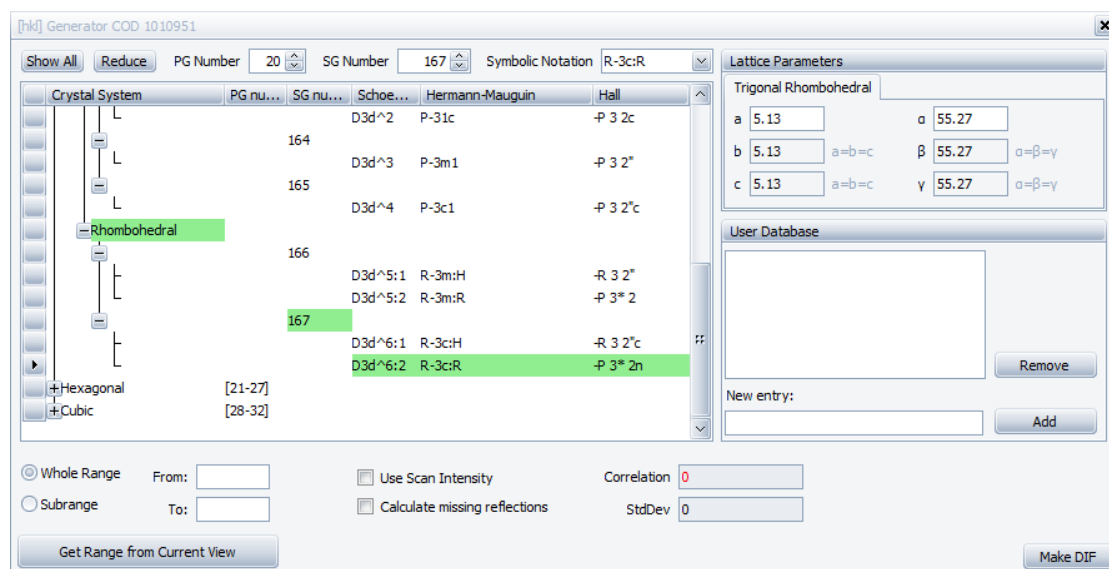 [hkl] Generator COD 1010951
Show All Reduce PG Number 20 SG Number 167 Symbolic Notation R-3c:R
Crystal System PG nu... SG nu... Schoe... Hermann-Mauguin Hall
D3d^2 P-31c -P 3 2c
164
D3d^3 P-3m1 -P 3 2"
165
D3d^4 P-3c1 -P 3 2"c
Rhombohedral
166
D3d^5:1 R-3m:H -R 3 2"
D3d^5:2 R-3m:R -P 3* 2
167
D3d^6:1 R-3c:H -R 3 2"c
D3d^6:2 R-3c:R -P 3* 2n
Hexagonal [21-27]
Cubic [28-32]
Lattice Parameters
Trigonal Rhombohedral
a 5.13 α 55.27
b 5.13 a=b=c β 55.27 α=β=γ
c 5.13 a=b=c γ 55.27 α=β=γ
User Database
Remove
New entry:
Add
Whole Range From: Use Scan Intensity Correlation 0
Subrange To: Calculate missing reflections StdDev 0
Get Range from Current View
Make DIF